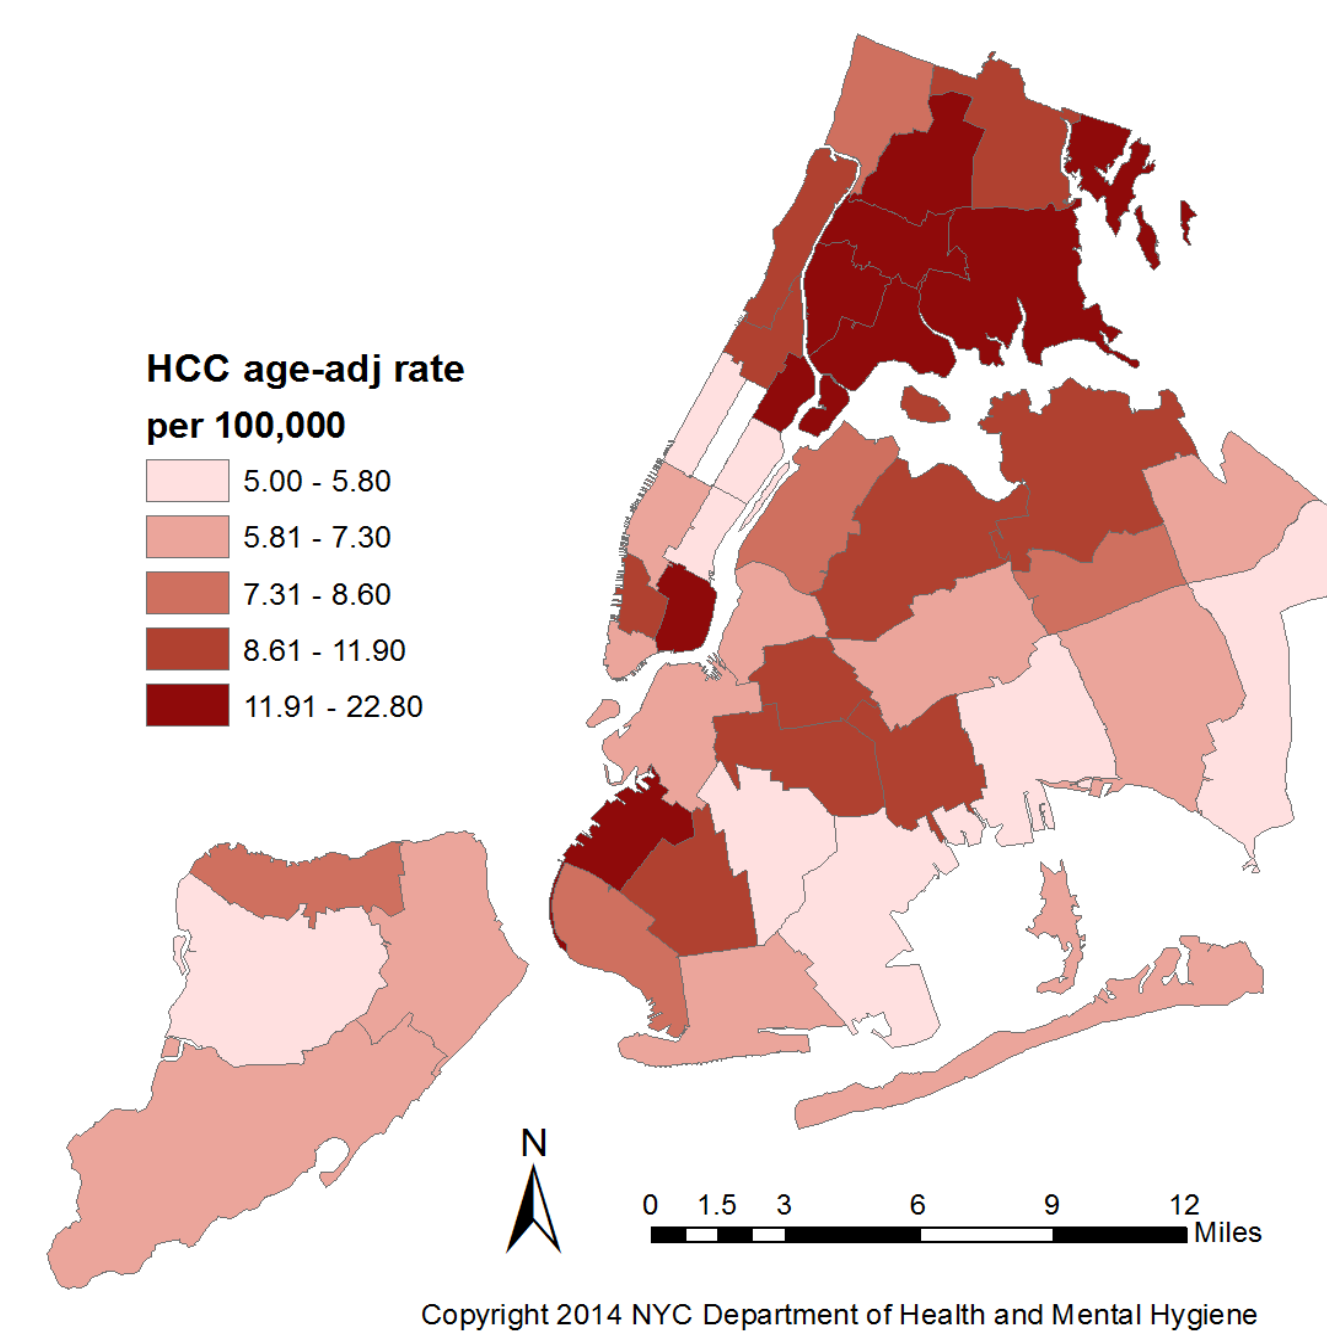 HCC age-adj rate
per 100,000
5.00 - 5.80
5.81 - 7.30
7.31 - 8.60
8.61 - 11.90
11.91 - 22.80
N
0 1.5 3 6 9 12
Miles
Copyright 2014 NYC Department of Health and Mental Hygiene